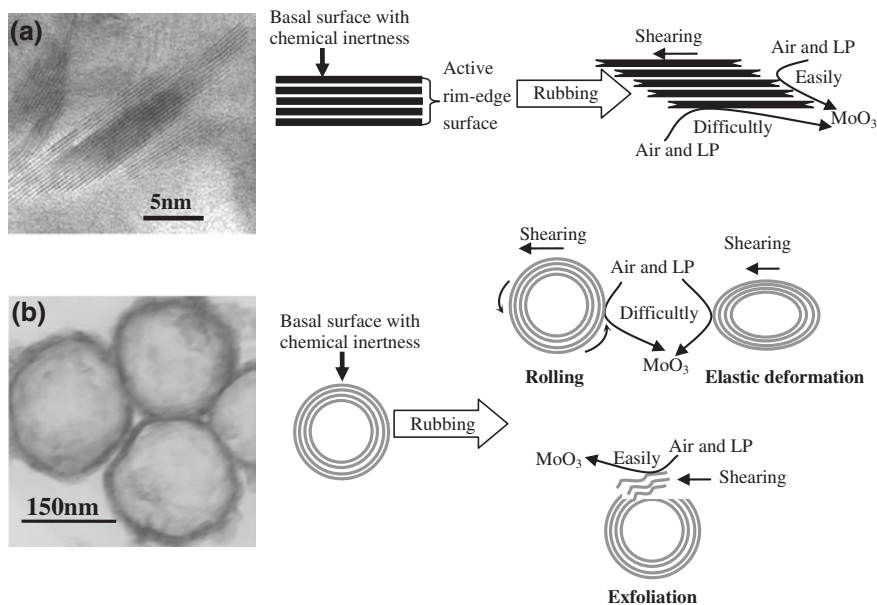 (a)
5nm
Basal surface with
chemical inertness
Active
rim-edge
surface
Rubbing
Shearing
Air and LP
Easily
MoO₃
Difficultly
Air and LP
(b)
150nm
Basal surface with
chemical inertness
Rubbing
Shearing
Air and LP
Difficultly
MoO₃
Rolling
Shearing
Elastic deformation
MoO₃
Easily
Air and LP
Shearing
Exfoliation